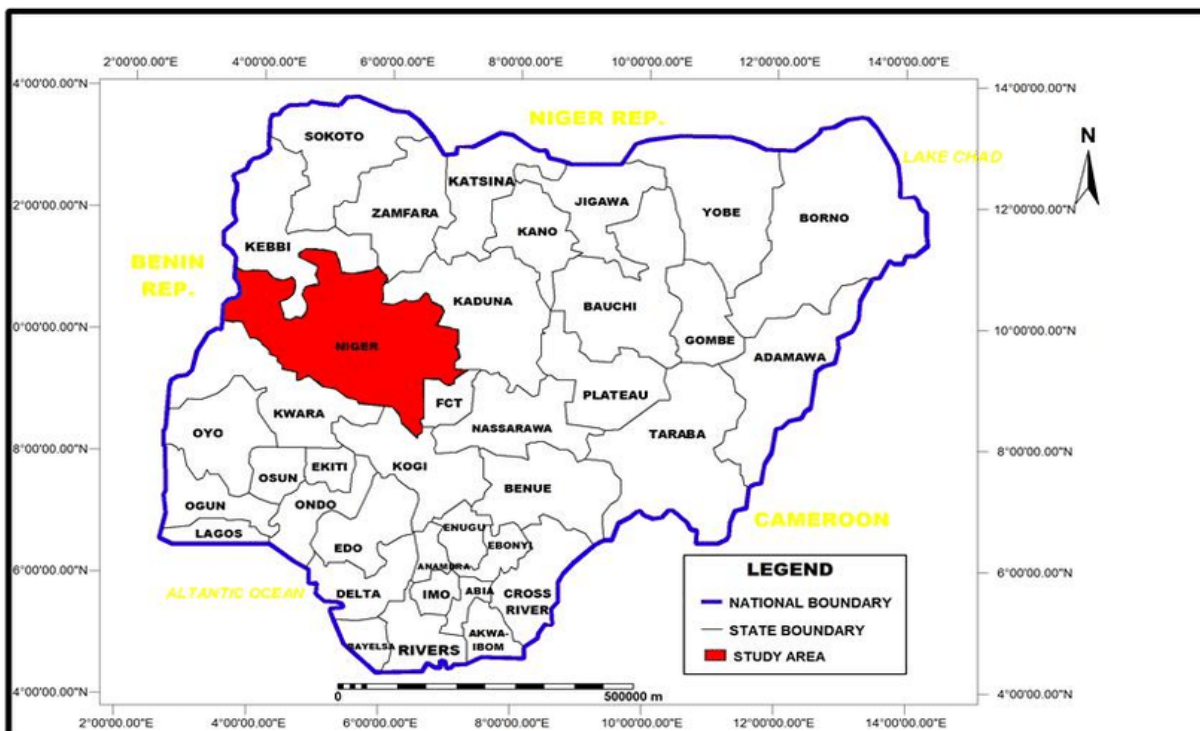 2°00'00.00"E 4°00'00.00"E 6°00'00.00"E 8°00'00.00"E 10°00'00.00"E 12°00'00.00"E 14°00'00.00"E
4°00'00.00"N
14°00'00.00"N
NIGER REP.
N
SOKOTO
LAKE CHAD
KATSINA
ZAMFARA
JIGAWA
YOBE
BORNO
2°00'00.00"N
12°00'00.00"N
KANO
KEBBI
BENIN
REP.
KADUNA
BAUCHI
0°00'00.00"N
10°00'00.00"N
NIGER
GOMBE
ADAMAWA
PLATEAU
FCT
KWARA
NASSARAWA
TARABA
OYO
8°00'00.00"N
8°00'00.00"N
EKITI
KOGI
OSUN
BENUE
OGUN
ONDO
CAMEROON
LAGOS
ENUGU
EBONYI
EDO
ANAMBRA
6°00'00.00"N
6°00'00.00"N
LEGEND
ALTANTIC OCEAN
DELTA
IMO
ABIA
CROSS
RIVER
NATIONAL BOUNDARY
STATE BOUNDARY
STUDY AREA
AKWA-
IBOM
BAYELSA
RIVERS
4°00'00.00"N
4°00'00.00"N
0 500000 m
2°00'00.00"E 4°00'00.00"E 6°00'00.00"E 8°00'00.00"E 10°00'00.00"E 12°00'00.00"E 14°00'00.00"E